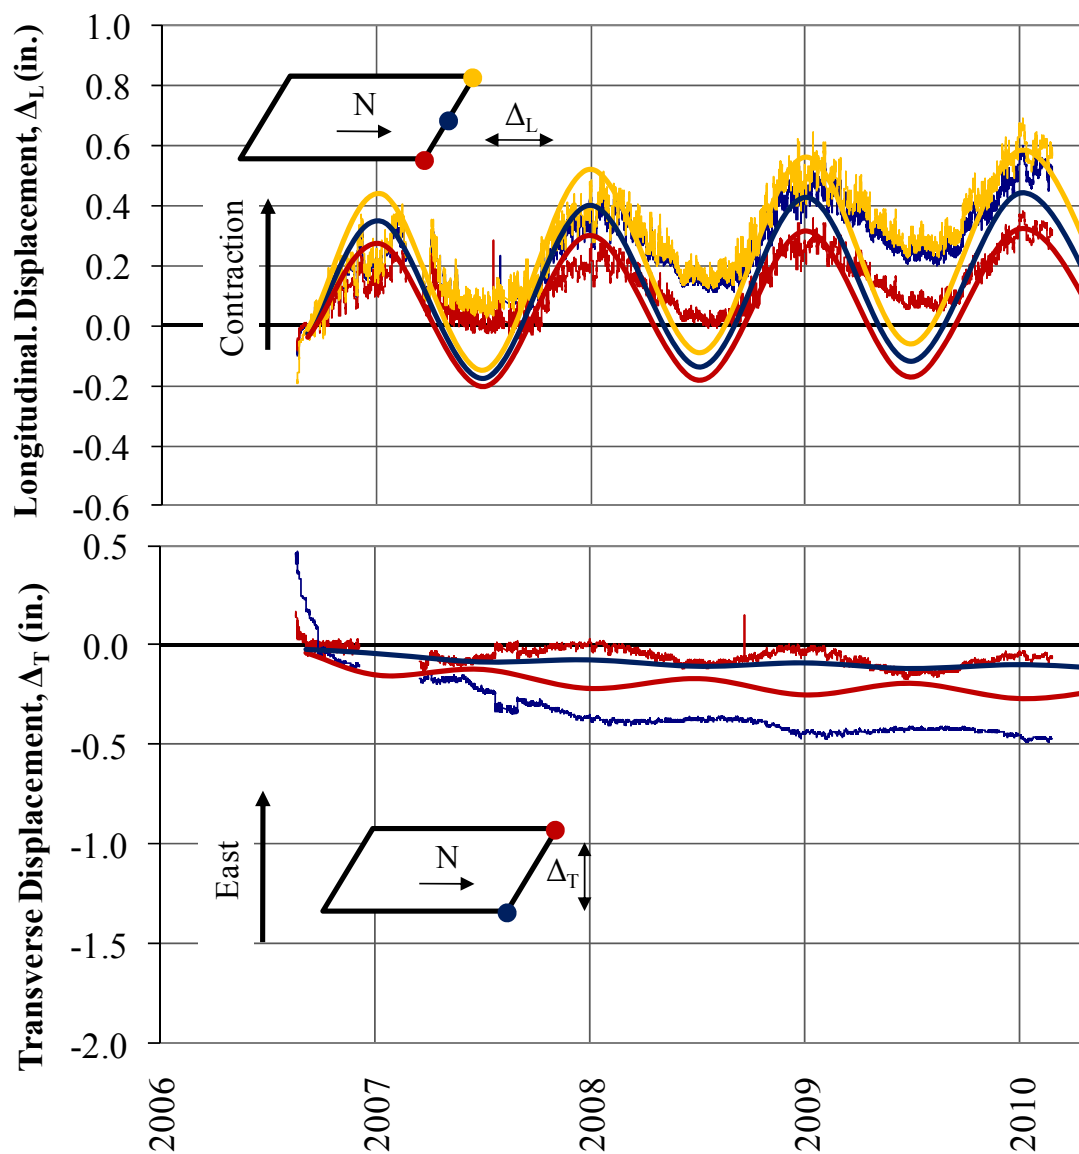 Longitudinal. Displacement, ΔL (in.)
1.0
0.8
0.6
0.4
0.2
0.0
-0.2
-0.4
-0.6
N
ΔL
Contraction
Transverse Displacement, ΔT (in.)
0.5
0.0
-0.5
-1.0
-1.5
-2.0
East
N
ΔT
2006
2007
2008
2009
2010